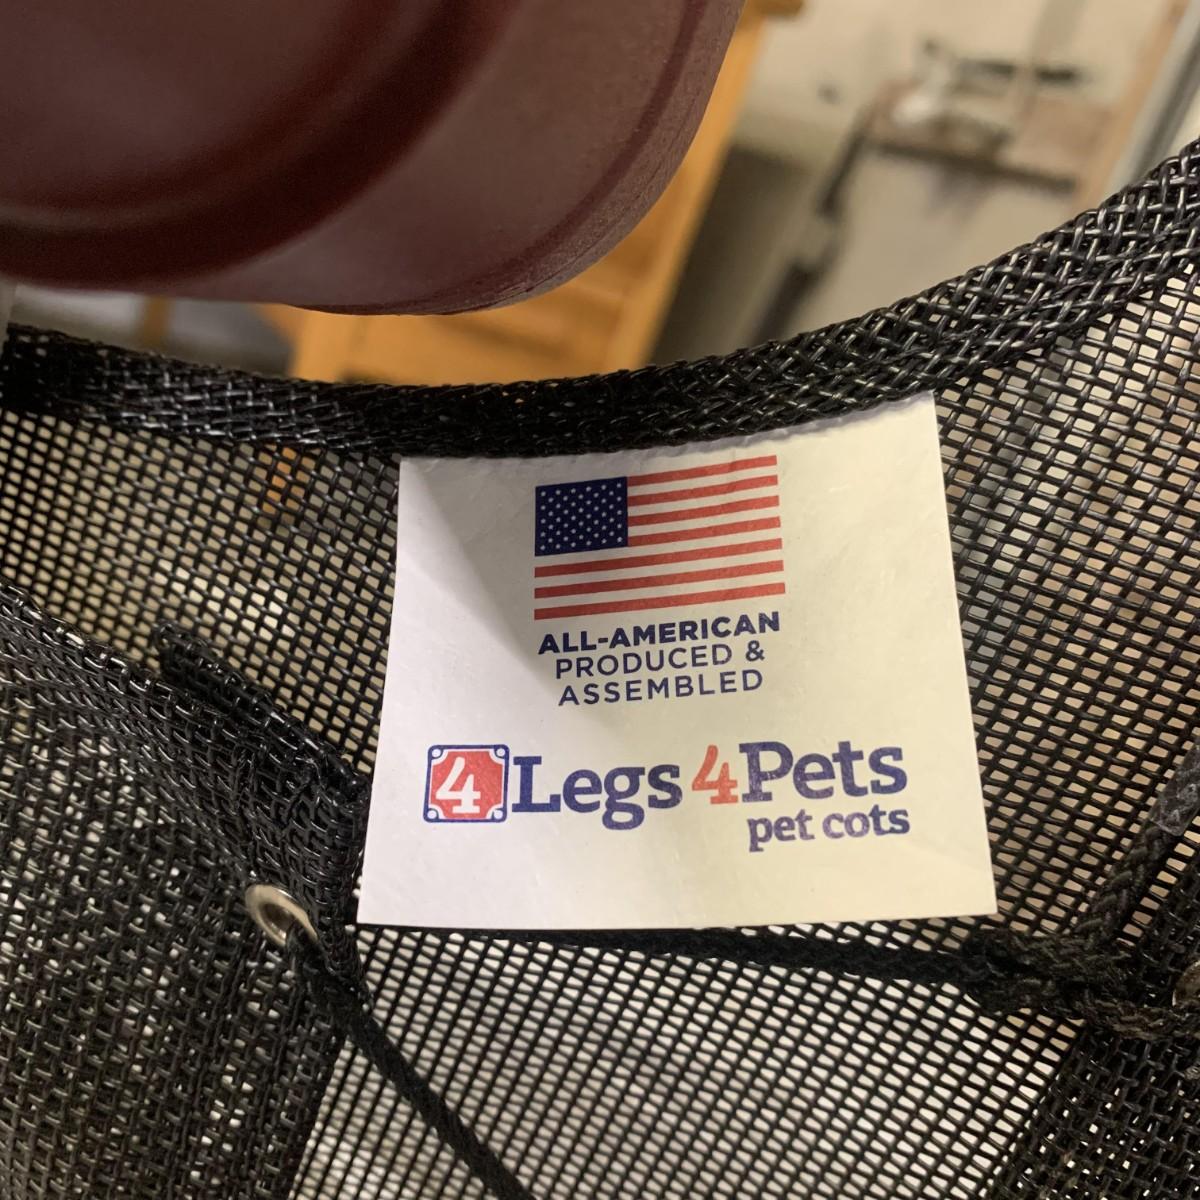 ALL-AMERICAN
PRODUCED &
ASSEMBLED
4 Legs 4 Pets
pet cots